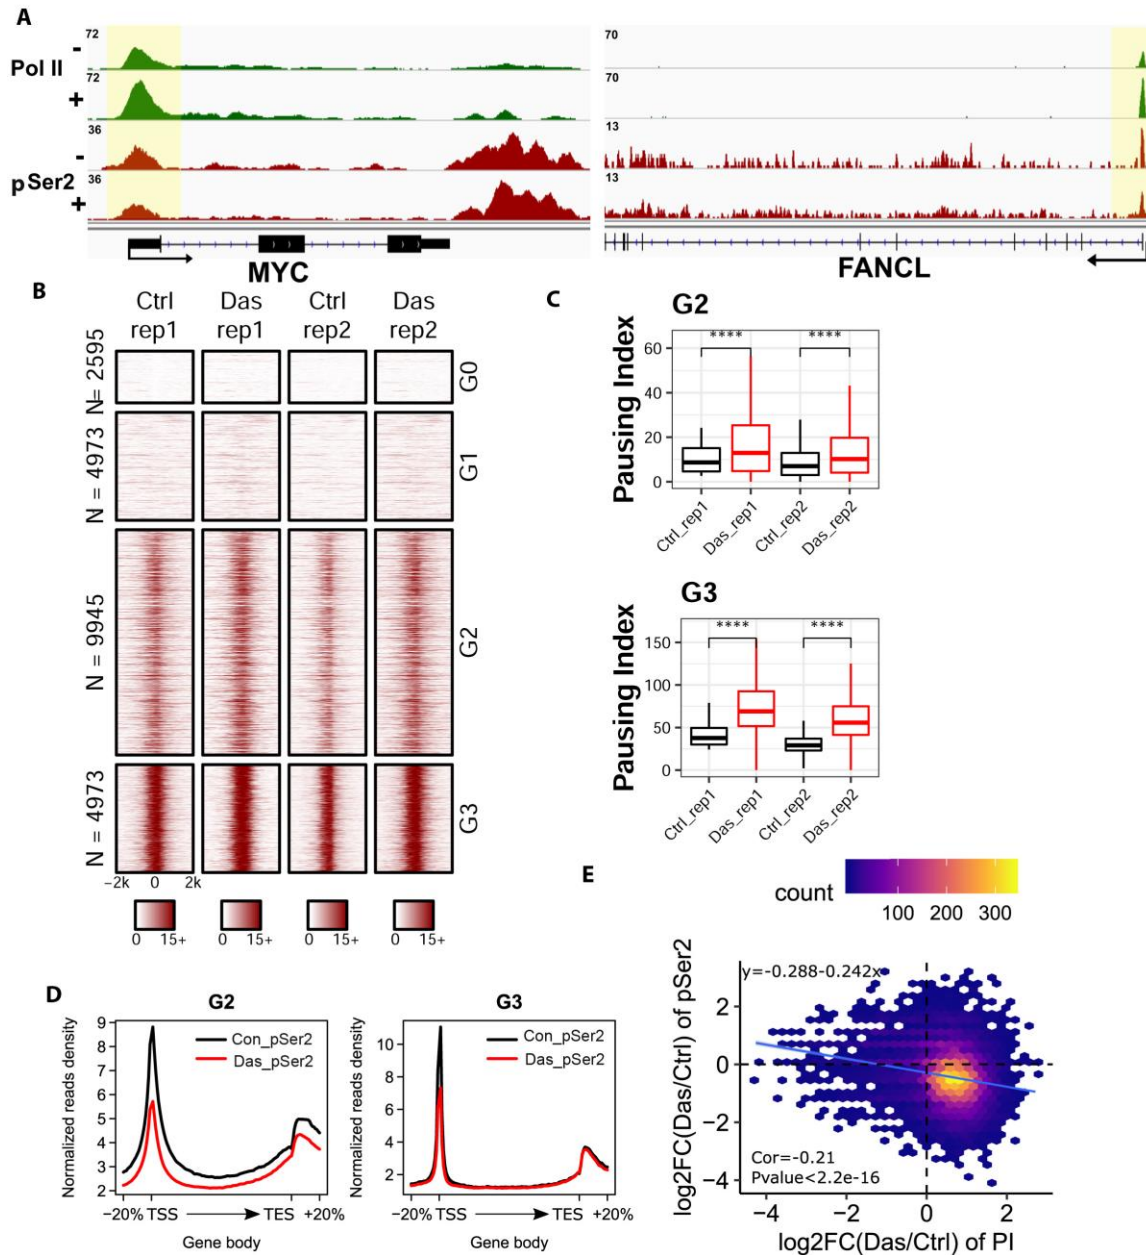 A
72
70
Pol II
-
72
70
+
36
13
-
pSer2
36
13
+
MYC
FANCL
B
Ctrl rep1
Das rep1
Ctrl rep2
Das rep2
N= 2595
G0
N = 4973
G1
N = 9945
G2
N = 4973
G3
−2k 0 2k
0 15+
0 15+
0 15+
0 15+
C
G2
Pausing Index
60
40
20
0
**** ****
Ctrl_rep1
Das_rep1
Ctrl_rep2
Das_rep2
G3
Pausing Index
150
100
50
0
**** ****
Ctrl_rep1
Das_rep1
Ctrl_rep2
Das_rep2
D
G2
Normalized reads density
9
8
7
6
5
4
3
2
Con_pSer2
Das_pSer2
−20% TSS TES +20%
Gene body
G3
Normalized reads density
10
8
6
4
2
Con_pSer2
Das_pSer2
−20% TSS TES +20%
Gene body
E
count
100 200 300
log2FC(Das/Ctrl) of pSer2
y=-0.288-0.242x
2
0
−2
−4
Cor=-0.21
Pvalue<2.2e-16
−4 −2 0 2
log2FC(Das/Ctrl) of PI